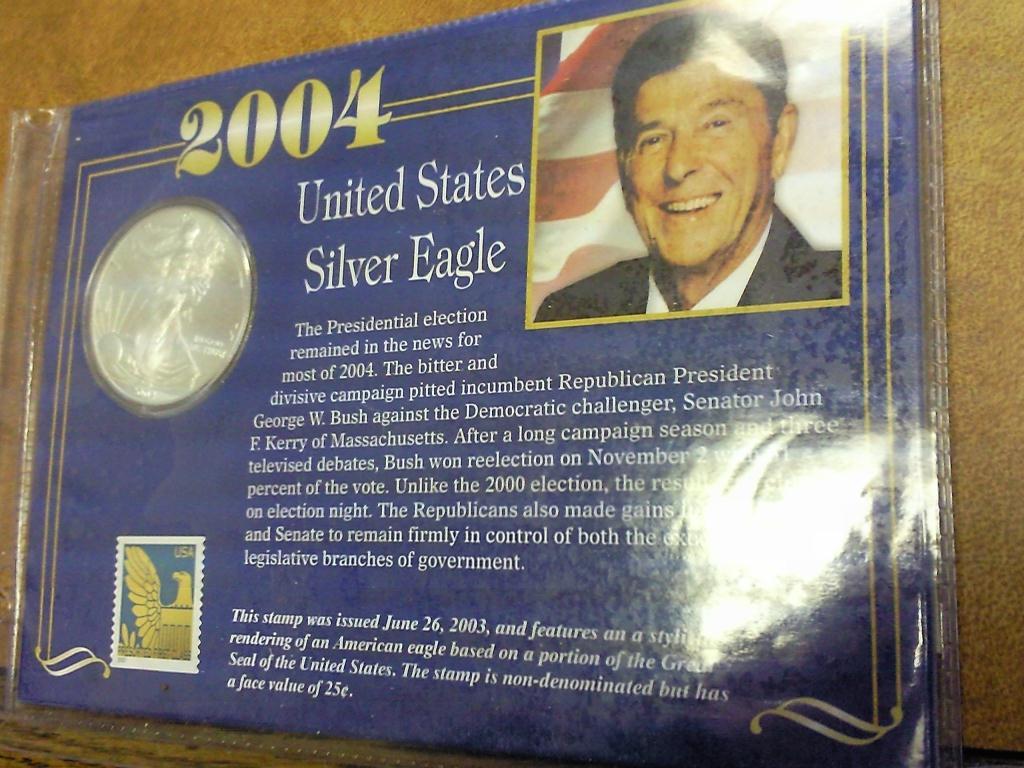 2004
United States
Silver Eagle
The Presidential election
remained in the news for
most of 2004. The bitter and
divisive campaign pitted incumbent Republican President
George W. Bush against the Democratic challenger, Senator John
F. Kerry of Massachusetts. After a long campaign season and three
televised debates, Bush won reelection on November 2
percent of the vote. Unlike the 2000 election, the
on election night. The Republicans also made gains
and Senate to remain firmly in control of both the
legislative branches of government.
USA
This stamp was issued June 26, 2003, and features an a
rendering of an American eagle based on a portion of the
Seal of the United States. The stamp is non-denominated but has
a face value of 25¢.